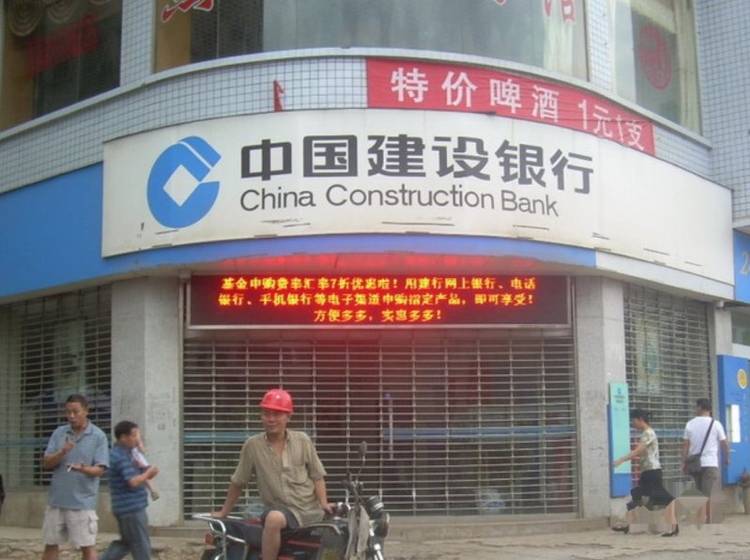 特价啤酒 1元1支
中国建设银行
China Construction Bank
基金申购费率汇率7折优惠啦！用建行网上银行、电话
银行、手机银行等电子渠道申购指定产品，即可享受！
方便多多，实惠多多！